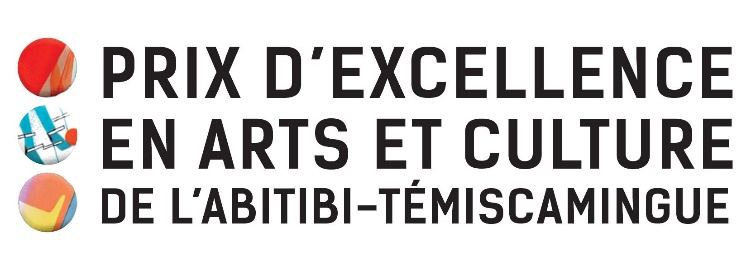 PRIX D'EXCELLENCE
EN ARTS ET CULTURE
DE L'ABITIBI-TÉMISCAMINGUE